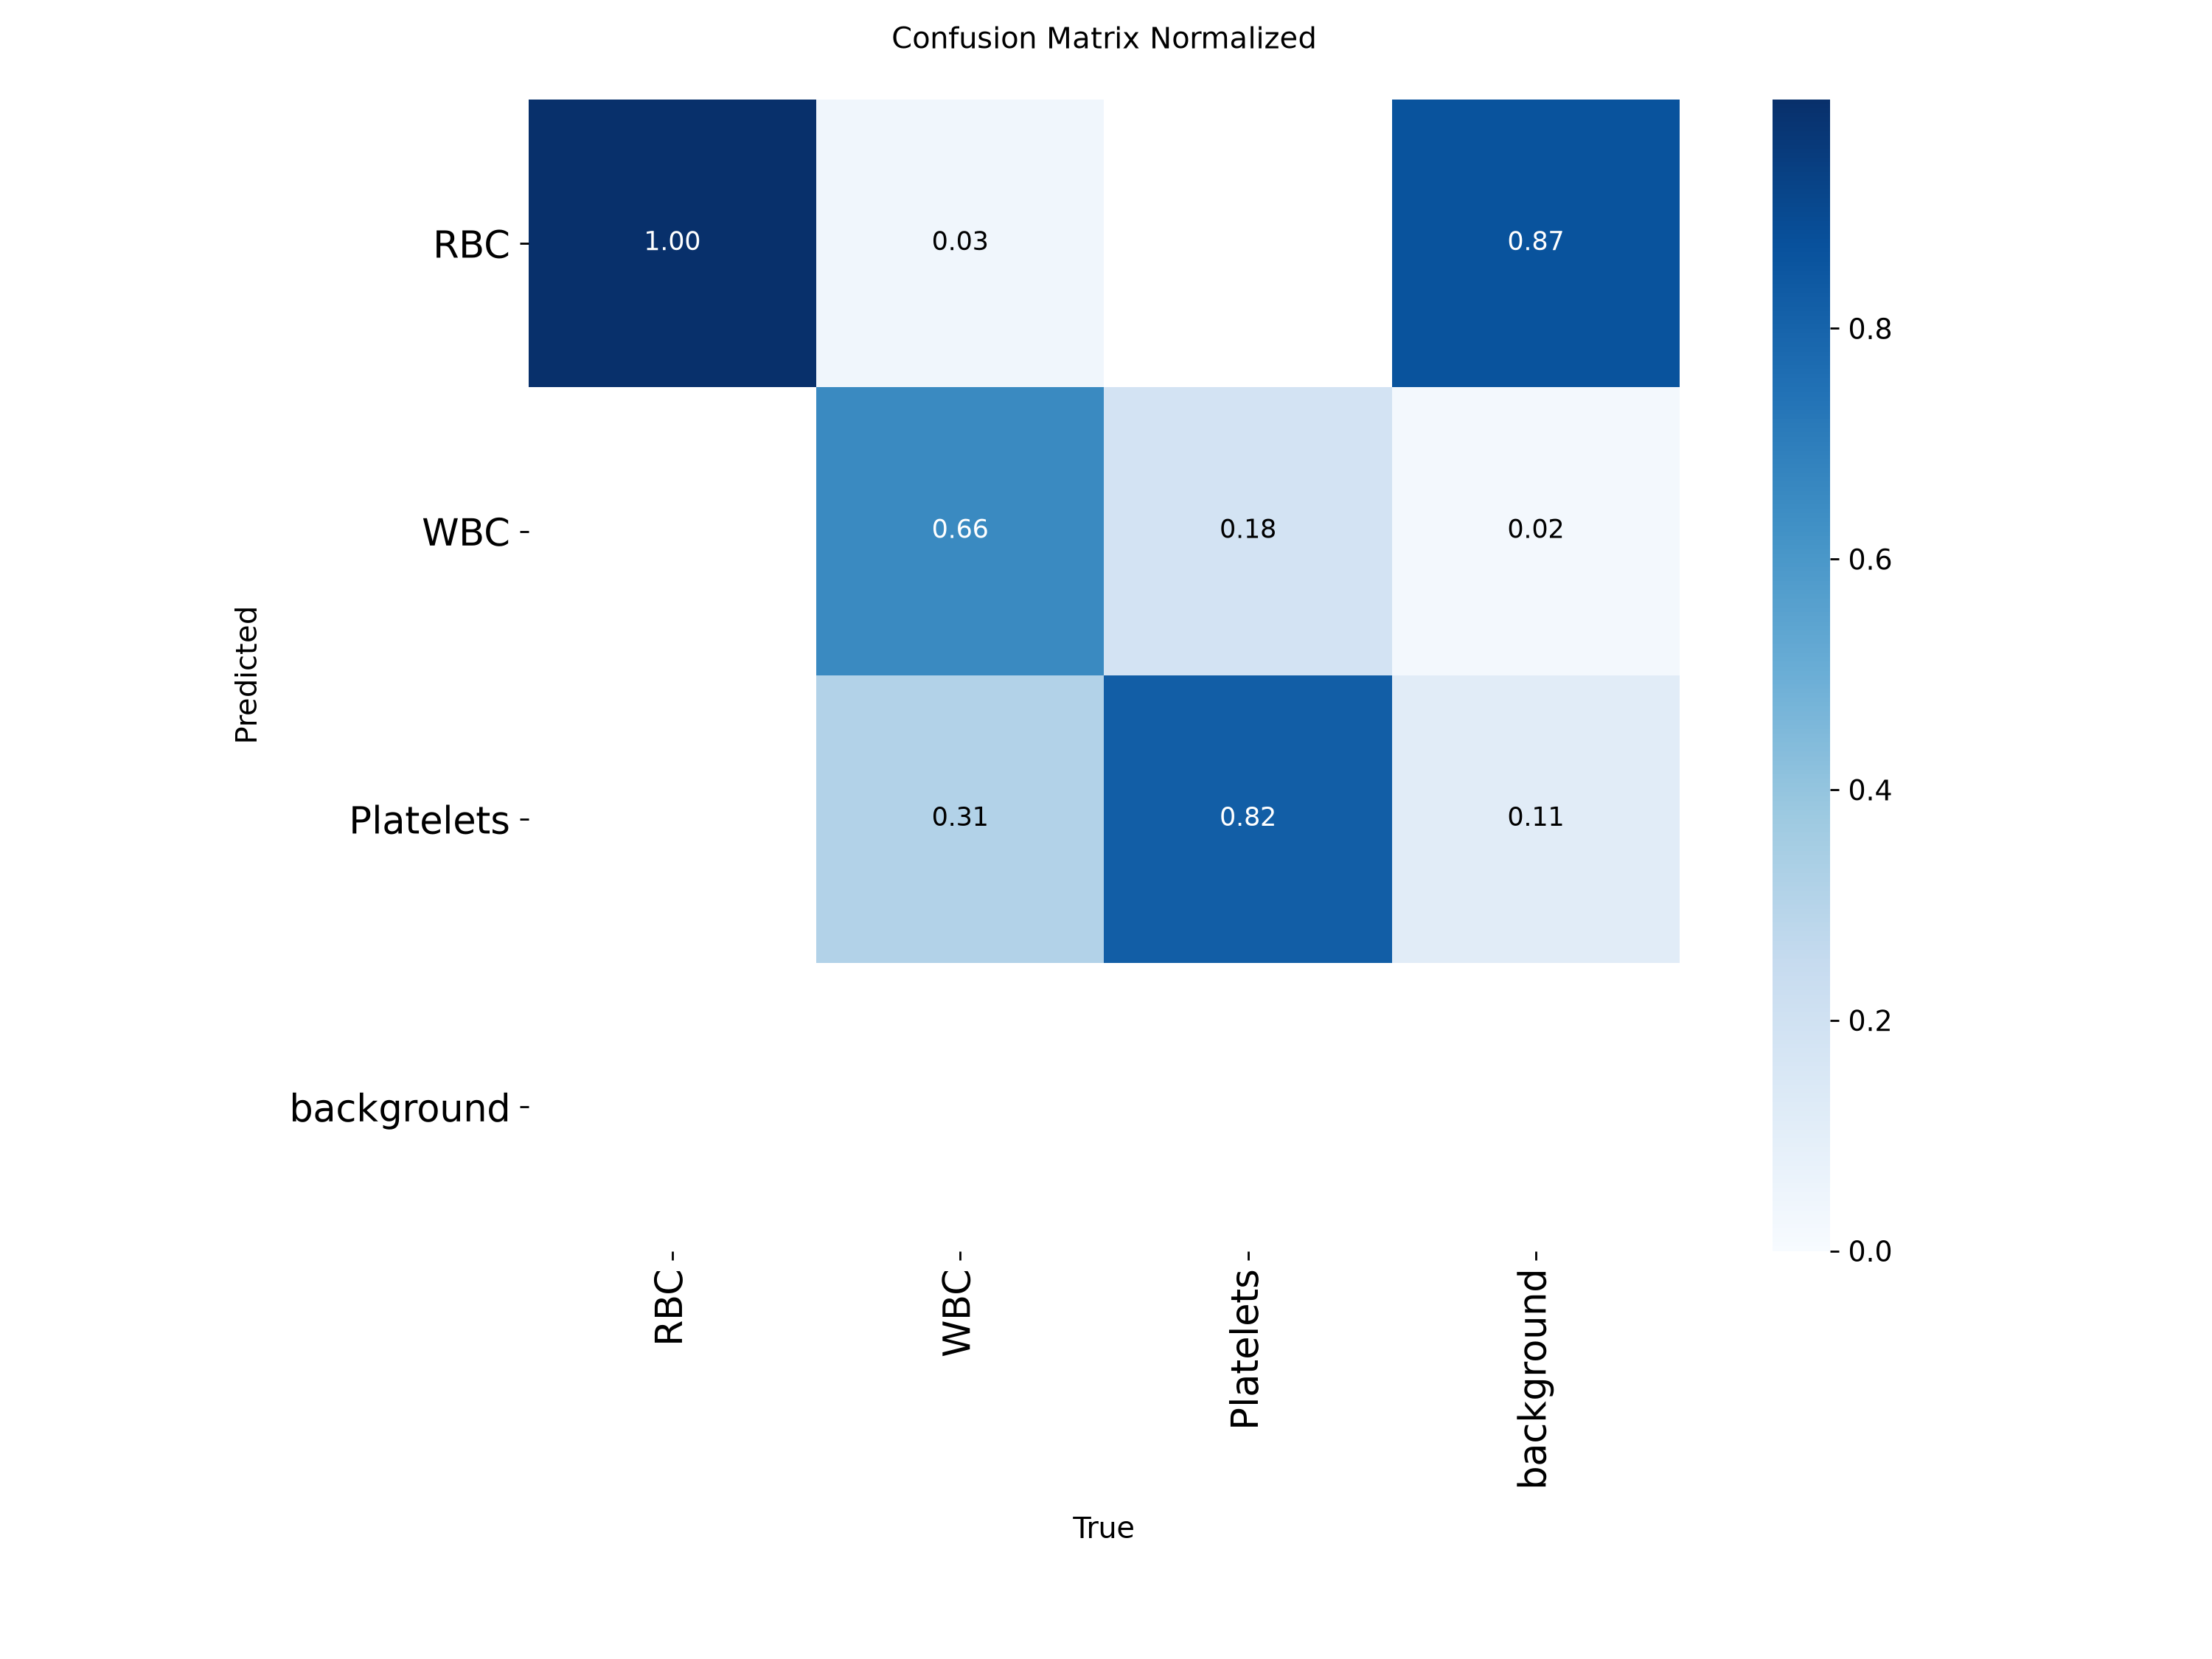 Confusion Matrix Normalized
RBC
1.00
0.03
0.87
WBC
0.66
0.18
0.02
Platelets
0.31
0.82
0.11
background
Predicted
RBC
WBC
Platelets
background
True
0.8
0.6
0.4
0.2
0.0